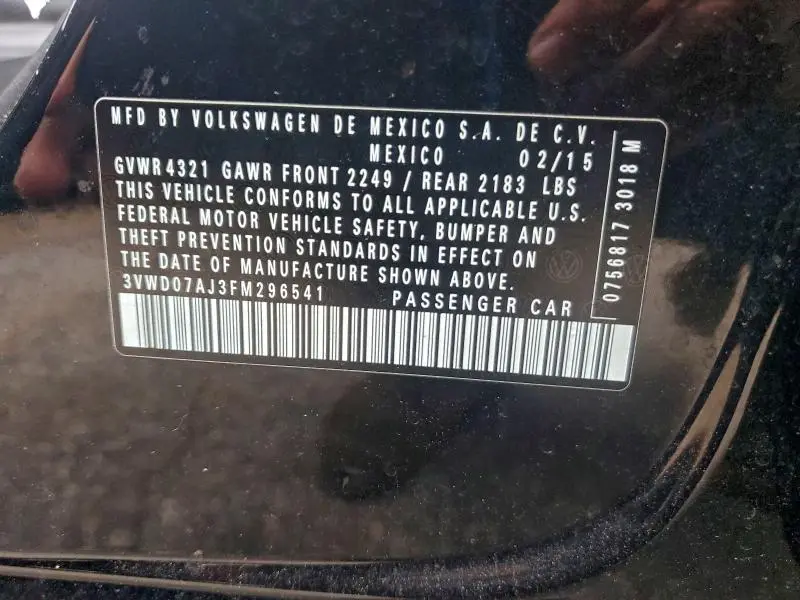 MFD BY VOLKSWAGEN DE MEXICO S.A. DE C.V.
MEXICO 02/15
GVWR 4321 GAWR FRONT 2249 / REAR 2183 LBS
THIS VEHICLE CONFORMS TO ALL APPLICABLE U.S.
FEDERAL MOTOR VEHICLE SAFETY, BUMPER AND
THEFT PREVENTION STANDARDS IN EFFECT ON
THE DATE OF MANUFACTURE SHOWN ABOVE.
3VWD07AJ3FM296541 PASSENGER CAR
0756817 3018 M